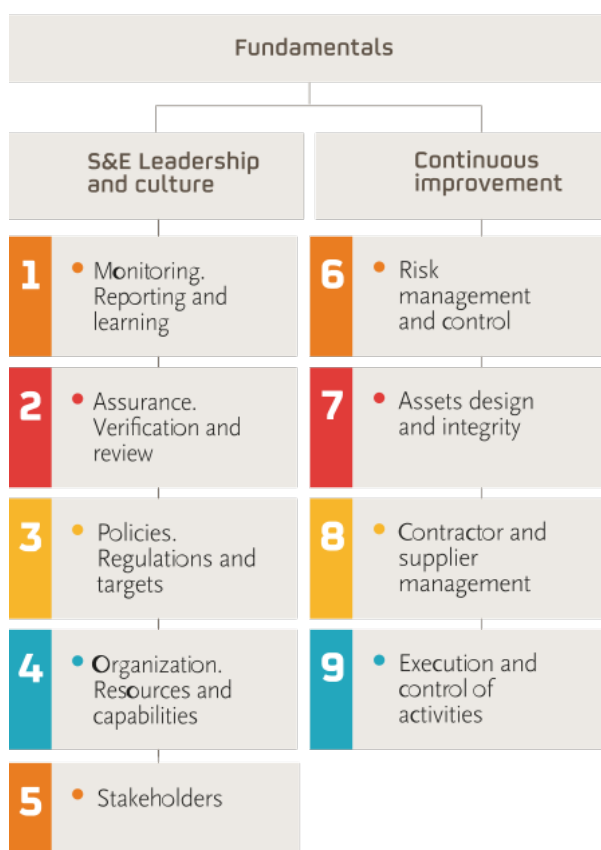 Fundamentals
S&E Leadership
and culture
1
Monitoring.
Reporting and
learning
2
Assurance.
Verification and
review
3
Policies.
Regulations and
targets
4
Organization.
Resources and
capabilities
5
Stakeholders
Continuous
improvement
6
Risk
management
and control
7
Assets design
and integrity
8
Contractor and
supplier
management
9
Execution and
control of
activities